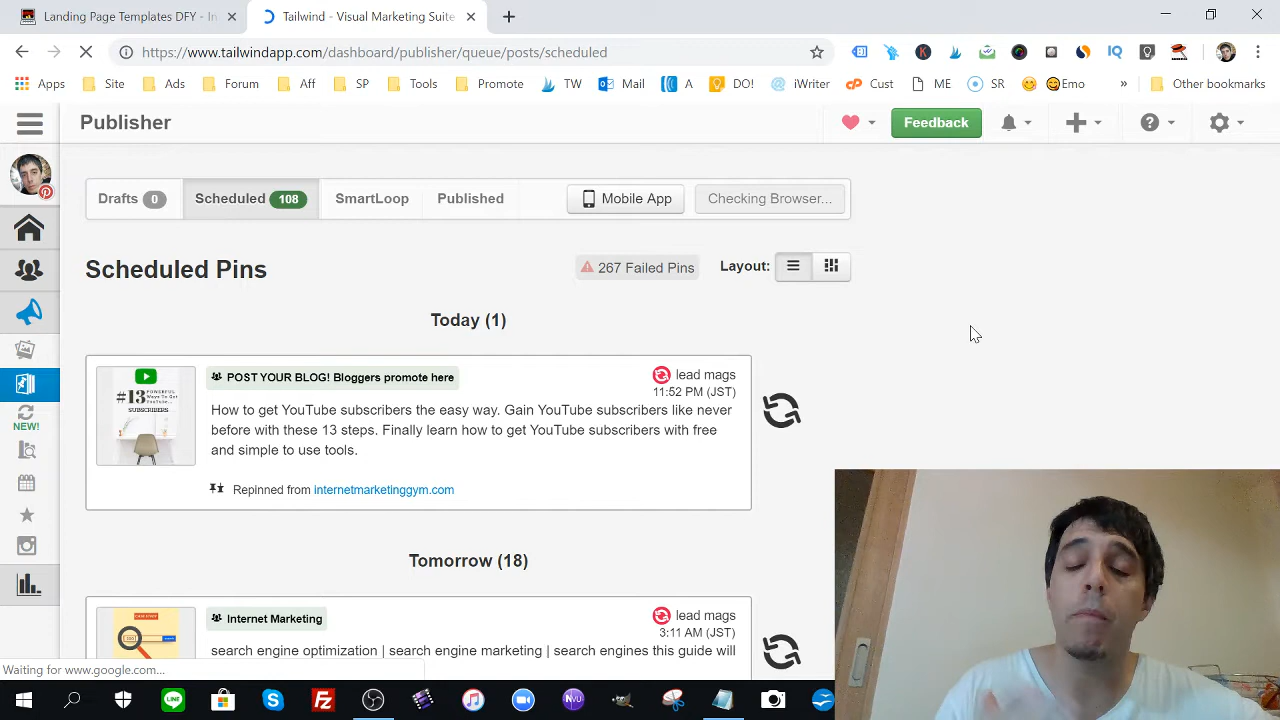 Landing Page Templates DFY - In
Tailwind - Visual Marketing Suite
https://www.tailwindapp.com/dashboard/publisher/queue/posts/scheduled
Apps Site Ads Forum Aff SP Tools Promote TW Mail A DO! iWriter Cust ME SR Emo » Other bookmarks
Publisher
Feedback
Drafts 0 Scheduled 108 SmartLoop Published Mobile App Checking Browser...
Scheduled Pins
267 Failed Pins
Layout:
Today (1)
POST YOUR BLOG! Bloggers promote here
lead mags
11:52 PM (JST)
How to get YouTube subscribers the easy way. Gain YouTube subscribers like never
before with these 13 steps. Finally learn how to get YouTube subscribers with free
and simple to use tools.
Repinned from internetmarketinggym.com
#13
SUBSCRIBERS
NEW!
Tomorrow (18)
Internet Marketing
lead mags
3:11 AM (JST)
search engine optimization | search engine marketing | search engines this guide will
Waiting for www.google.com...